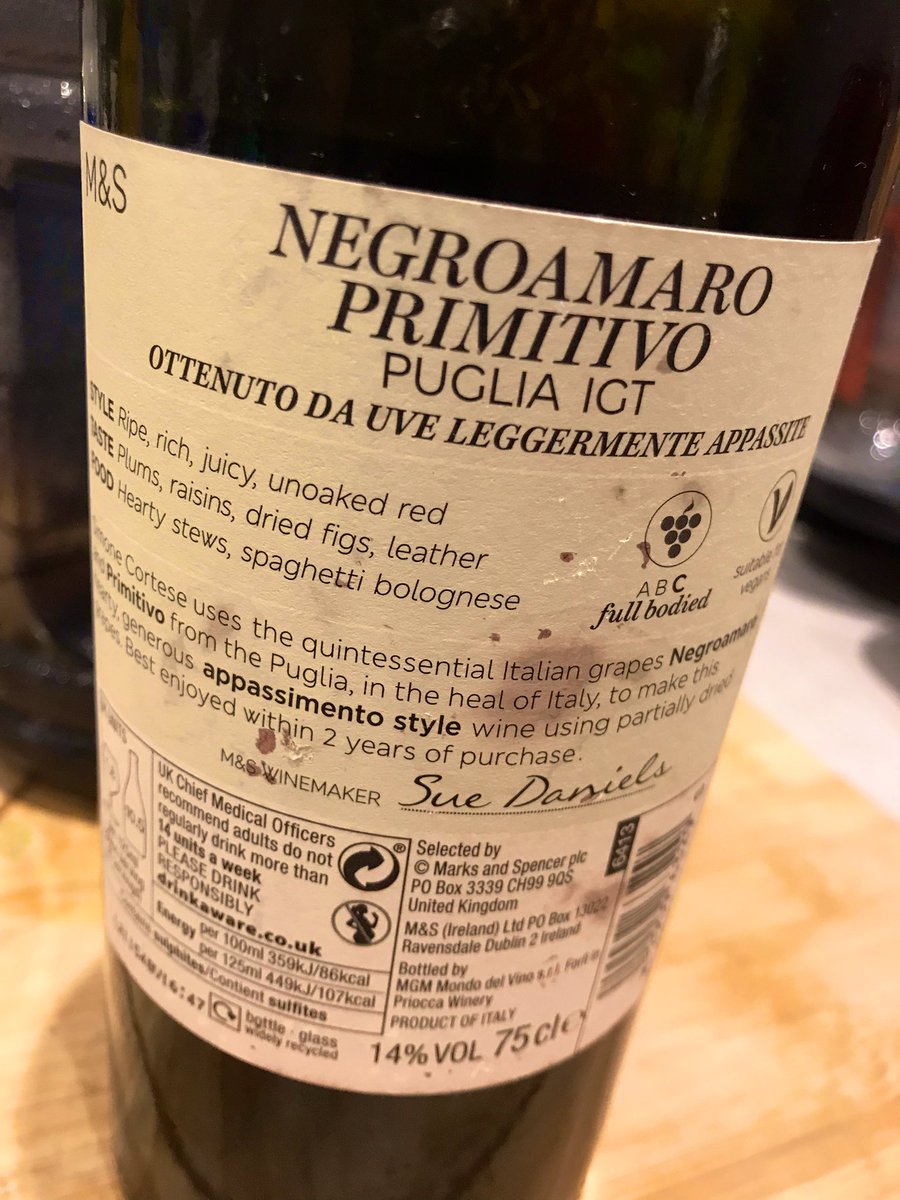 M&S
NEGROAMARO
PRIMITIVO
PUGLIA IGT
OTTENUTO DA UVE LEGGERMENTE APPASSITE
STYLE Ripe, rich, juicy, unoaked red
TASTE Plums, raisins, dried figs, leather
FOOD Hearty stews, spaghetti bolognese
A B C
full bodied
V
suitable for
vegans
Simone Cortese uses the quintessential Italian grapes Negroamaro
and Primitivo from the Puglia, in the heal of Italy, to make this
generous appassimento style wine using partially dried
grapes. Best enjoyed within 2 years of purchase.
M&S WINEMAKER Sue Daniels
UNITS
UK Chief Medical Officers
recommend adults do not
regularly drink more than
14 units a week
PLEASE DRINK
RESPONSIBLY
drinkaware.co.uk
Energy per 100ml 359kJ/86kcal
per 125ml 449kJ/107kcal
Contient sulfites
sulphites/Contient sulfites
bottle - glass
widely recycled
Selected by
© Marks and Spencer plc
PO Box 3339 CH99 9QS
United Kingdom
M&S (Ireland) Ltd PO Box 13022
Ravensdale Dublin 2 Ireland
Bottled by
MGM Mondo del Vino s.r.l. Forlì in
Priocca Winery
PRODUCT OF ITALY
14% VOL 75cl e
6413